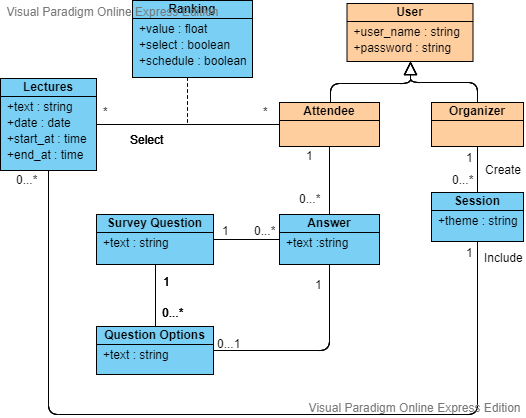 Visual Paradigm Online Express Edition
Ranking
+value : float
+select : boolean
+schedule : boolean
User
+user_name : string
+password : string
Lectures
+text : string
+date : date
+start_at : time
+end_at : time
*
*
Select
Attendee
Organizer
0...*
1
1
Create
0...*
0...*
Session
+theme : string
Survey Question
+text : string
1
0...*
Answer
+text :string
1
Include
1
0...*
1
Question Options
+text : string
0...1
Visual Paradigm Online Express Edition